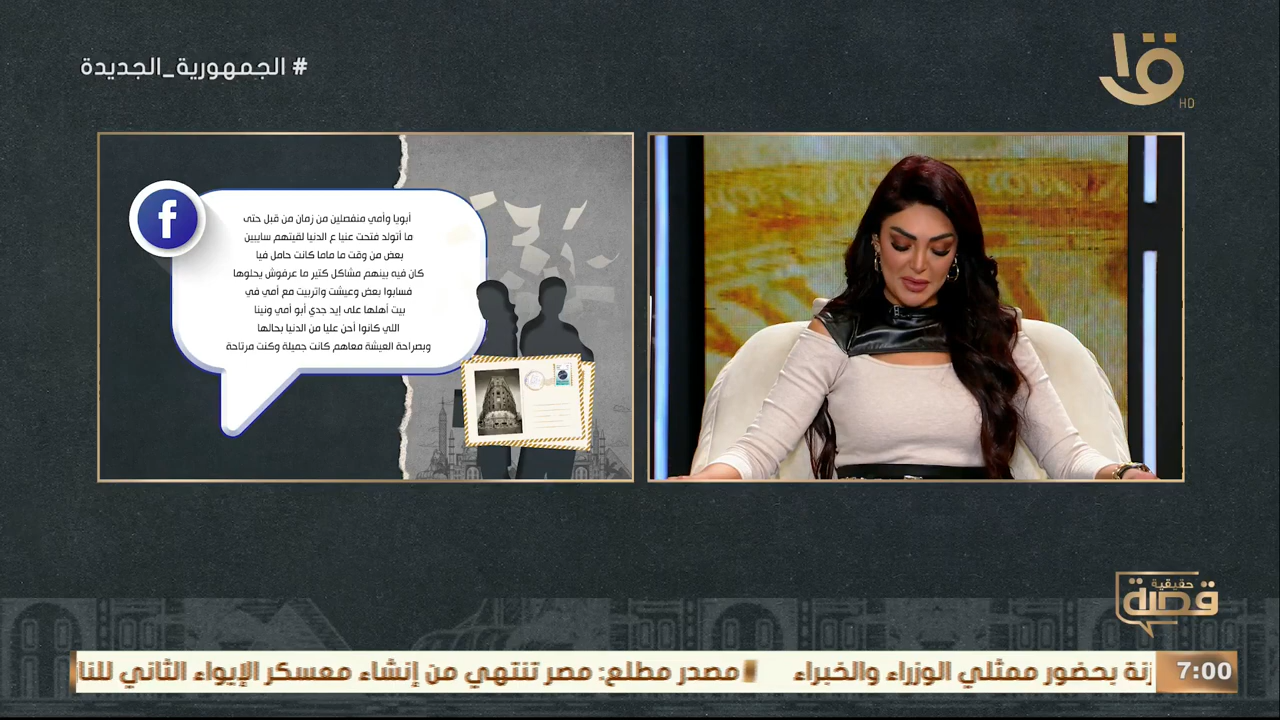 # الجمهورية_الجديدة
HD
أبويا وأمي منفصلين من زمان من قبل حتى
ما أتولد فتحت عنيا ع الدنيا لقيتهم سايبين
بعض من وقت ما ماما كانت حامل فيا
كان فيه بينهم مشاكل كتير ما عرفوش يحلوها
فسابوا بعض وعيشت واتربيت مع أمي في
بيت أهلها على إيد جدي أبو أمي ونينا
اللي كانوا أحن عليا من الدنيا بحالها
وبصراحة العيشة معاهم كانت جميلة وكنت مرتاحة
قصة حقيقية
7:00
بحضور ممثلي الوزراء والخبراء
مصدر مطلع: مصر تنتهي من إنشاء معسكر الإيواء الثاني